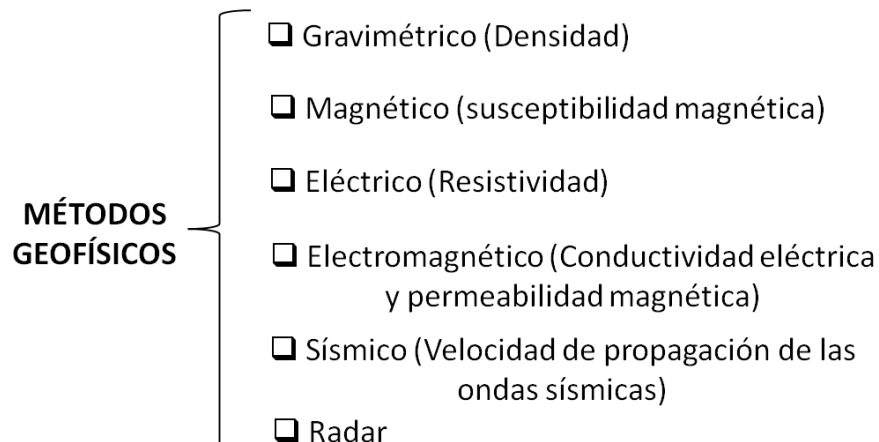 Gravimétrico (Densidad)
Magnético (susceptibilidad magnética)
Eléctrico (Resistividad)
MÉTODOS
GEOFÍSICOS
Electromagnético (Conductividad eléctrica
y permeabilidad magnética)
Sísmico (Velocidad de propagación de las
ondas sísmicas)
Radar